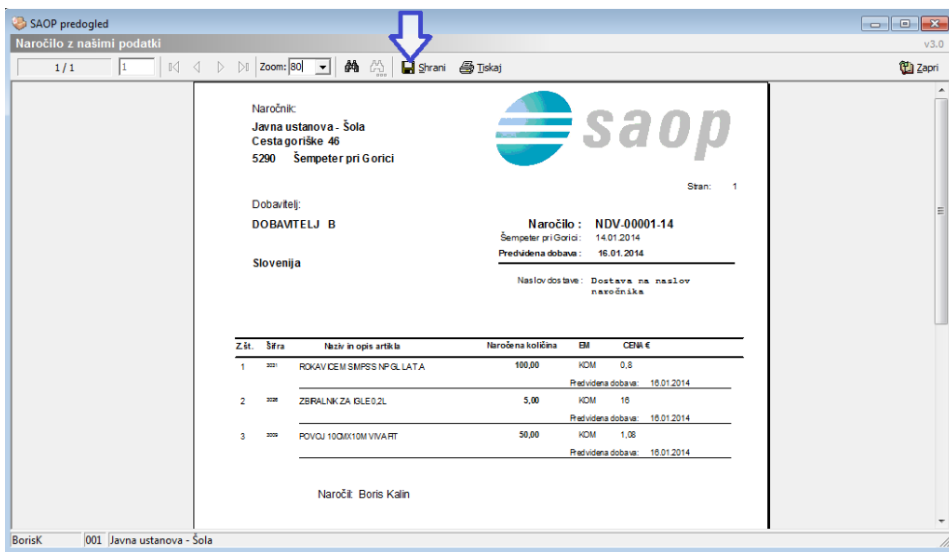 SAOP predogled
Naročilo z našimi podatki v3.0
1 / 1 1 Zoom: 80 Shrani Tiskaj Zapri
Naročnik:
Javna ustanova - Šola
Cesta goriške 46
5290 Šempeter pri Gorici
saop
Stran: 1
Dobavitelj:
DOBAVITELJ B
Naročilo : NDV-00001-14
Šempeter pri Gorici : 14.01.2014
Predvidena dobava : 16.01.2014
Slovenija
Naslov dostave : Dostava na naslov
naročnika
Z.št. Šifra Naziv in opis artikla Naročena količina EM CENA €
1 ROKAVICE M SMPS'S NP GL LAT.A 100,00 KOM 0,8
Predvidena dobava: 16.01.2014
2 ZBIRALNIK ZA IGLE 0,2L 5,00 KOM 16
Predvidena dobava: 16.01.2014
3 POVOJ 10CMX10M VIVAFIT 50,00 KOM 1,08
Predvidena dobava: 16.01.2014
Naročil: Boris Kalin
BorisK 001 Javna ustanova - Šola